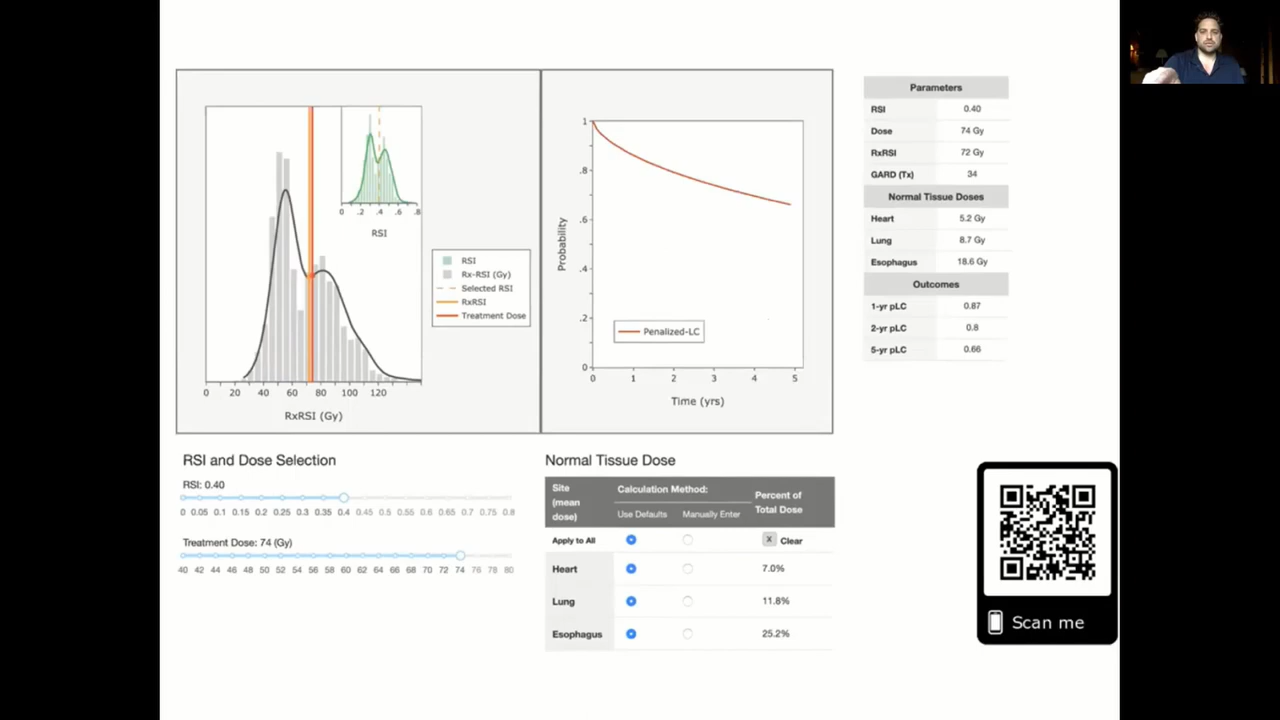 0 .2 .4 .6 .8
RSI
RSI
Rx-RSI (Gy)
Selected RSI
RxRSI
Treatment Dose
0 20 40 60 80 100 120
RxRSI (Gy)
1
.8
.6
.4
.2
0
Probability
Penalized-LC
0 1 2 3 4 5
Time (yrs)
Parameters
RSI 0.40
Dose 74 Gy
RxRSI 72 Gy
GARD (Tx) 34
Normal Tissue Doses
Heart 5.2 Gy
Lung 8.7 Gy
Esophagus 18.6 Gy
Outcomes
1-yr pLC 0.87
2-yr pLC 0.8
5-yr pLC 0.66
RSI and Dose Selection
RSI: 0.40
0 0.05 0.1 0.15 0.2 0.25 0.3 0.35 0.4 0.45 0.5 0.55 0.6 0.65 0.7 0.75 0.8
Treatment Dose: 74 (Gy)
40 42 44 46 48 50 52 54 56 58 60 62 64 66 68 70 72 74 76 78 80
Normal Tissue Dose
Site (mean dose)
Calculation Method:
Use Defaults Manually Enter
Percent of Total Dose
Apply to All X Clear
Heart 7.0%
Lung 11.8%
Esophagus 25.2%
Scan me